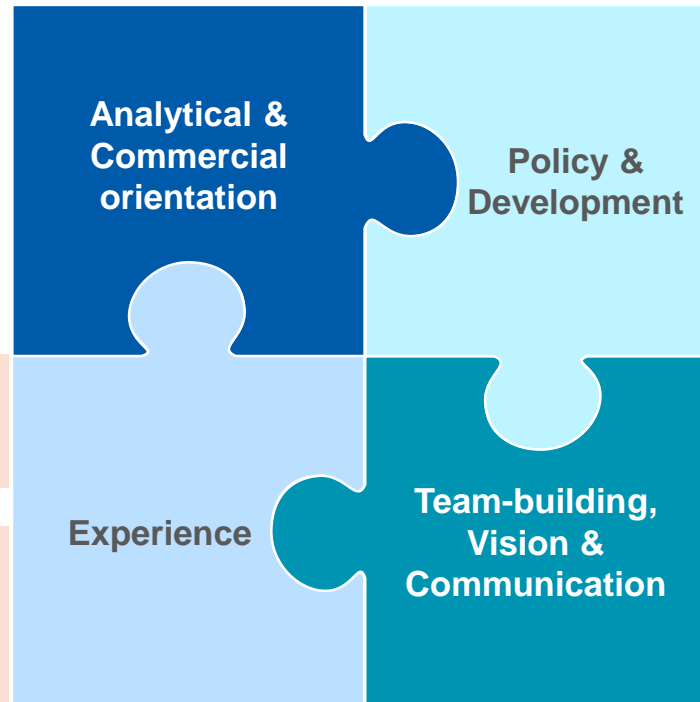 Analytical &
Commercial
orientation
Policy &
Development
Experience
Team-building,
Vision &
Communication